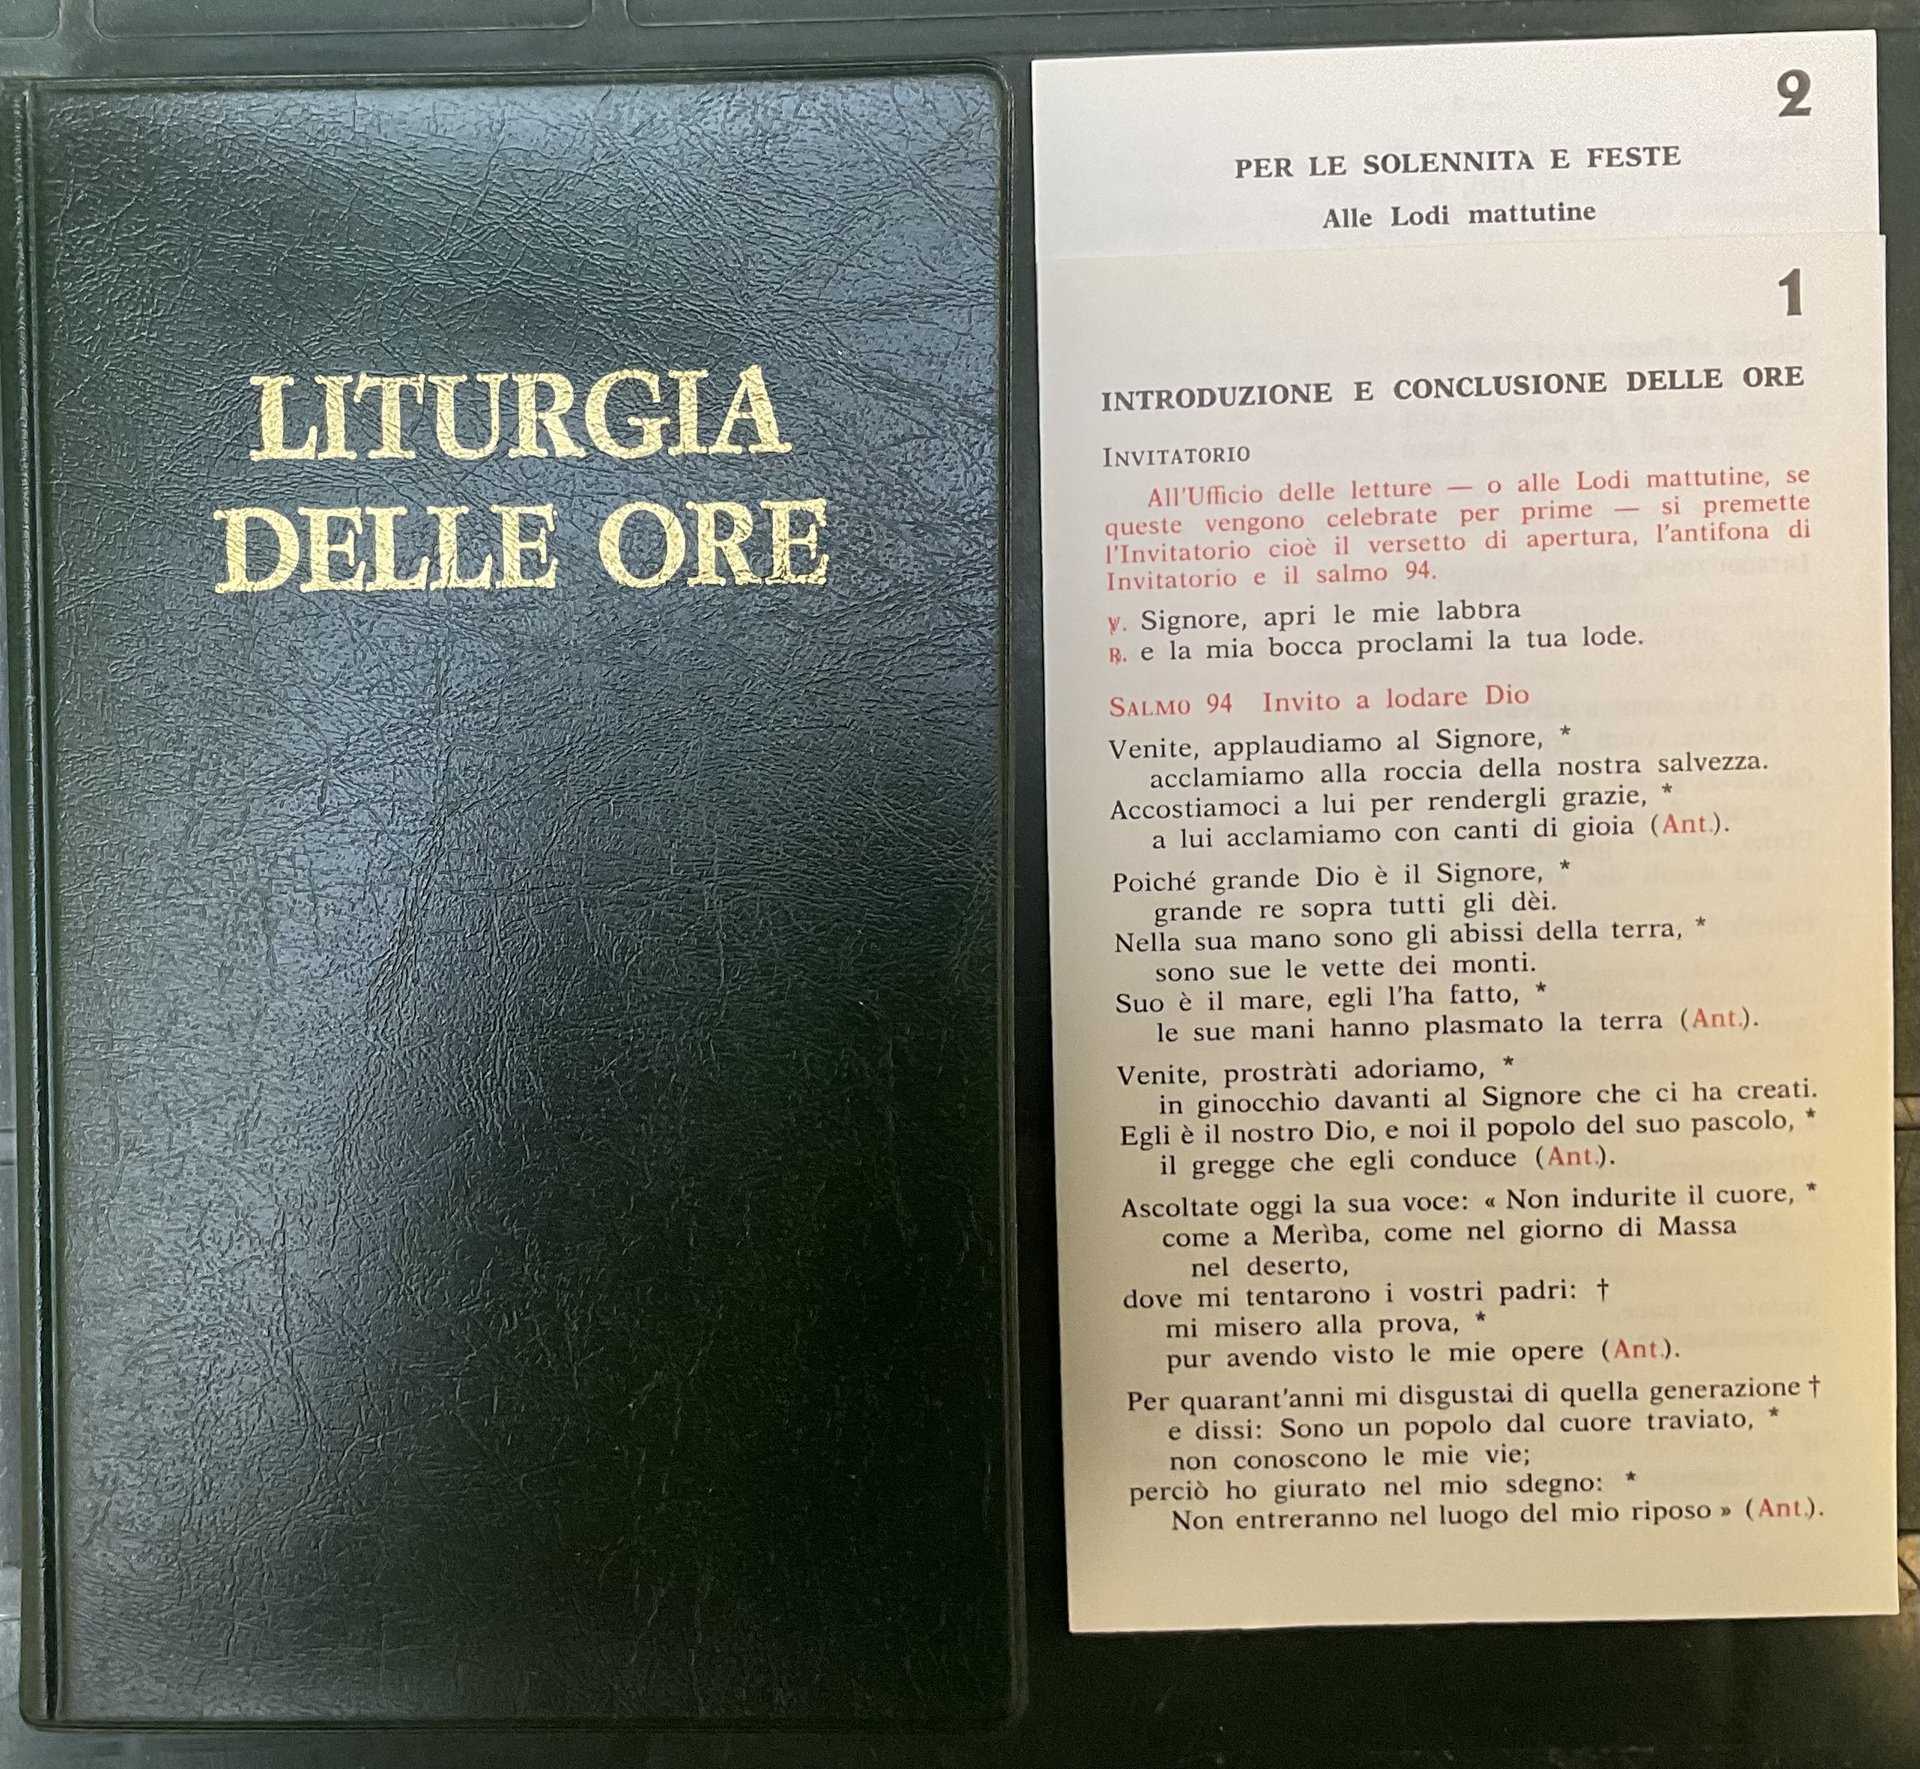 LITURGIA
DELLE ORE
2
PER LE SOLENNITÀ E FESTE
Alle Lodi mattutine
1
INTRODUZIONE E CONCLUSIONE DELLE ORE
INVITATORIO
All'Ufficio delle letture — o alle Lodi mattutine, se
queste vengono celebrate per prime — si premette
l'Invitatorio cioè il versetto di apertura, l'antifona di
Invitatorio e il salmo 94.
℣. Signore, apri le mie labbra
℟. e la mia bocca proclami la tua lode.
SALMO 94 Invito a lodare Dio
Venite, applaudiamo al Signore, *
acclamiamo alla roccia della nostra salvezza.
Accostiamoci a lui per rendergli grazie, *
a lui acclamiamo con canti di gioia (Ant.).
Poiché grande Dio è il Signore, *
grande re sopra tutti gli dèi.
Nella sua mano sono gli abissi della terra, *
sono sue le vette dei monti.
Suo è il mare, egli l'ha fatto, *
le sue mani hanno plasmato la terra (Ant.).
Venite, prostràti adoriamo, *
in ginocchio davanti al Signore che ci ha creati.
Egli è il nostro Dio, e noi il popolo del suo pascolo, *
il gregge che egli conduce (Ant.).
Ascoltate oggi la sua voce: « Non indurite il cuore, *
come a Merìba, come nel giorno di Massa
nel deserto,
dove mi tentarono i vostri padri: †
mi misero alla prova, *
pur avendo visto le mie opere (Ant.).
Per quarant'anni mi disgustai di quella generazione †
e dissi: Sono un popolo dal cuore traviato, *
non conoscono le mie vie;
perciò ho giurato nel mio sdegno: *
Non entreranno nel luogo del mio riposo » (Ant.).